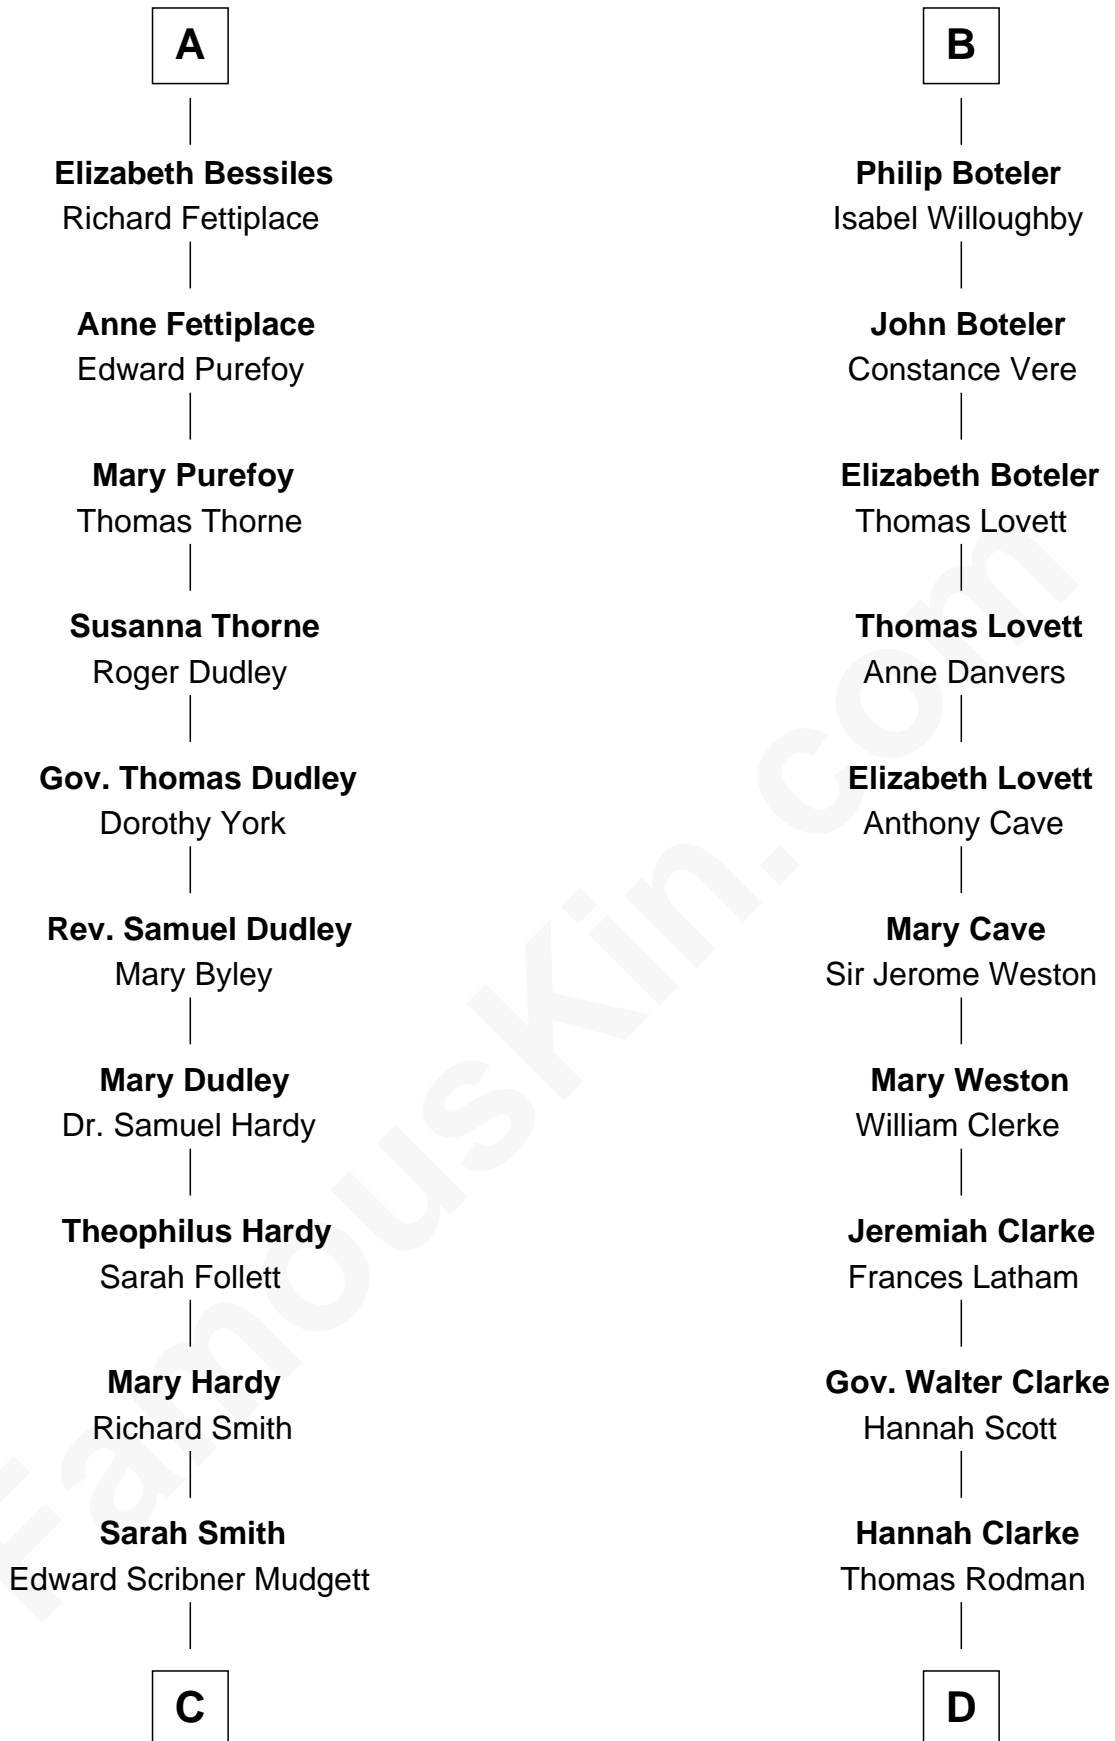 A
Elizabeth Bessiles
Richard Fettiplace
Anne Fettiplace
Edward Purefoy
Mary Purefoy
Thomas Thorne
Susanna Thorne
Roger Dudley
Gov. Thomas Dudley
Dorothy York
Rev. Samuel Dudley
Mary Byley
Mary Dudley
Dr. Samuel Hardy
Theophilus Hardy
Sarah Follett
Mary Hardy
Richard Smith
Sarah Smith
Edward Scribner Mudgett
C
B
Philip Boteler
Isabel Willoughby
John Boteler
Constance Vere
Elizabeth Boteler
Thomas Lovett
Thomas Lovett
Anne Danvers
Elizabeth Lovett
Anthony Cave
Mary Cave
Sir Jerome Weston
Mary Weston
William Clerke
Jeremiah Clarke
Frances Latham
Gov. Walter Clarke
Hannah Scott
Hannah Clarke
Thomas Rodman
D
FamousKin.com